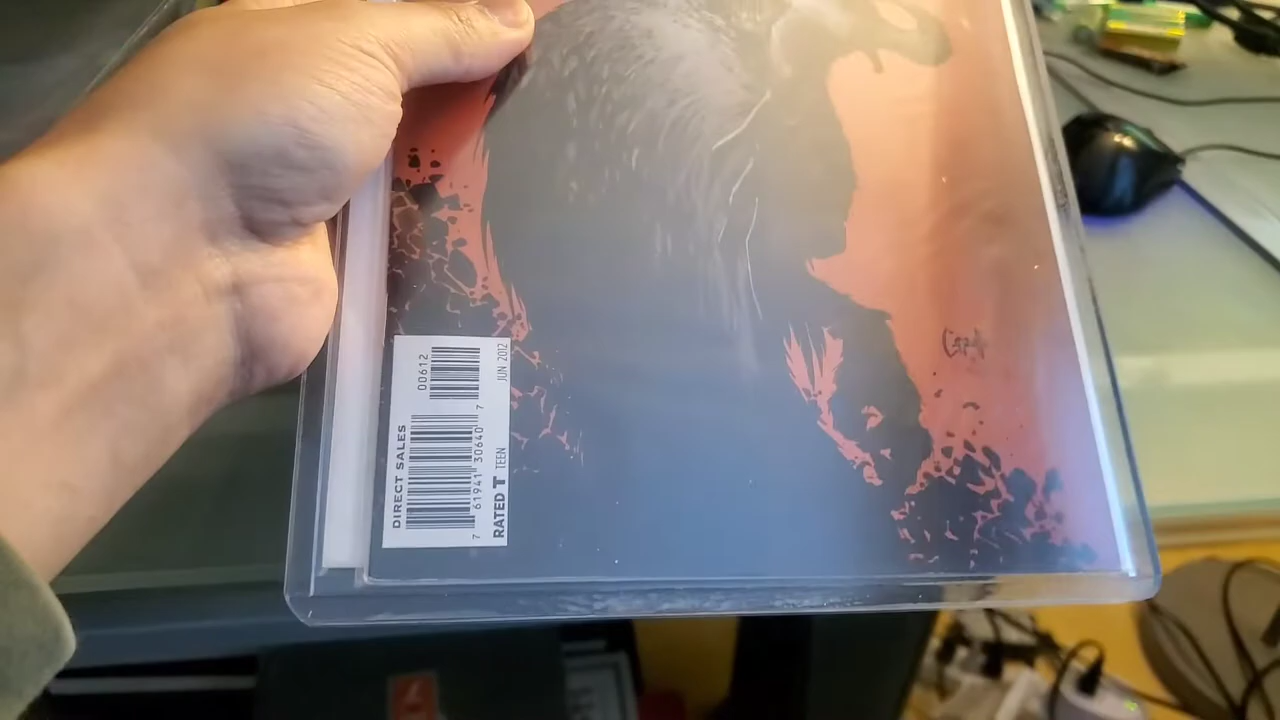 00612
JUN 2012
DIRECT SALES
7 61941 30640 7
RATED T TEEN